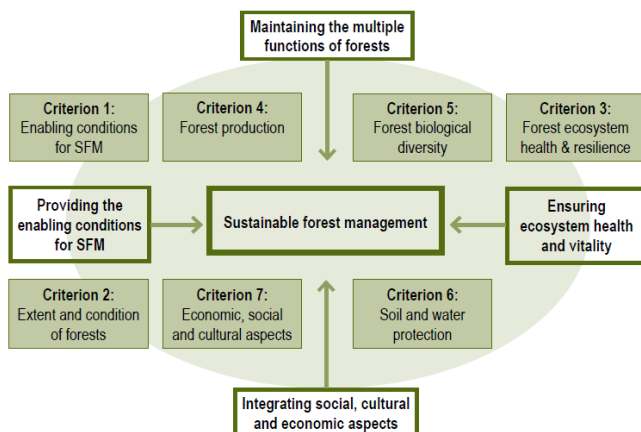 Maintaining the multiple
functions of forests
Criterion 1:
Enabling conditions
for SFM
Criterion 4:
Forest production
Criterion 5:
Forest biological
diversity
Criterion 3:
Forest ecosystem
health & resilience
Providing the
enabling conditions
for SFM
Sustainable forest management
Ensuring
ecosystem health
and vitality
Criterion 2:
Extent and condition
of forests
Criterion 7:
Economic, social
and cultural aspects
Criterion 6:
Soil and water
protection
Integrating social, cultural
and economic aspects